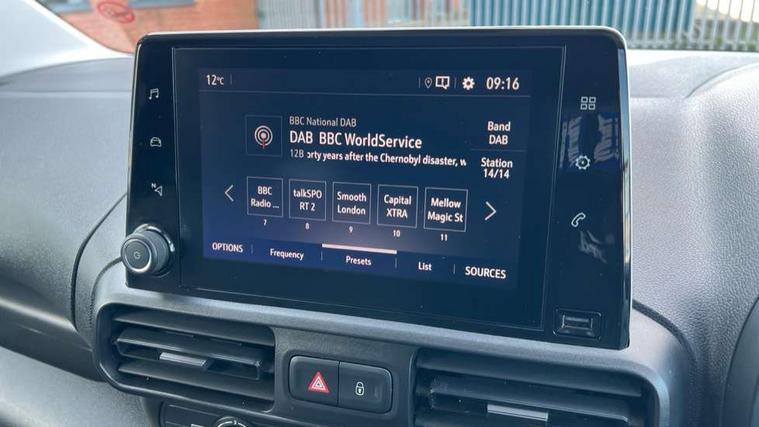 12°C
09:16
BBC National DAB
DAB BBC WorldService
12B orty years after the Chernobyl disaster, w
Band
DAB
Station
14/14
BBC
Radio ...
7
talkSPO
RT 2
8
Smooth
London
9
Capital
XTRA
10
Mellow
Magic St
11
OPTIONS
Frequency
Presets
List
SOURCES
N